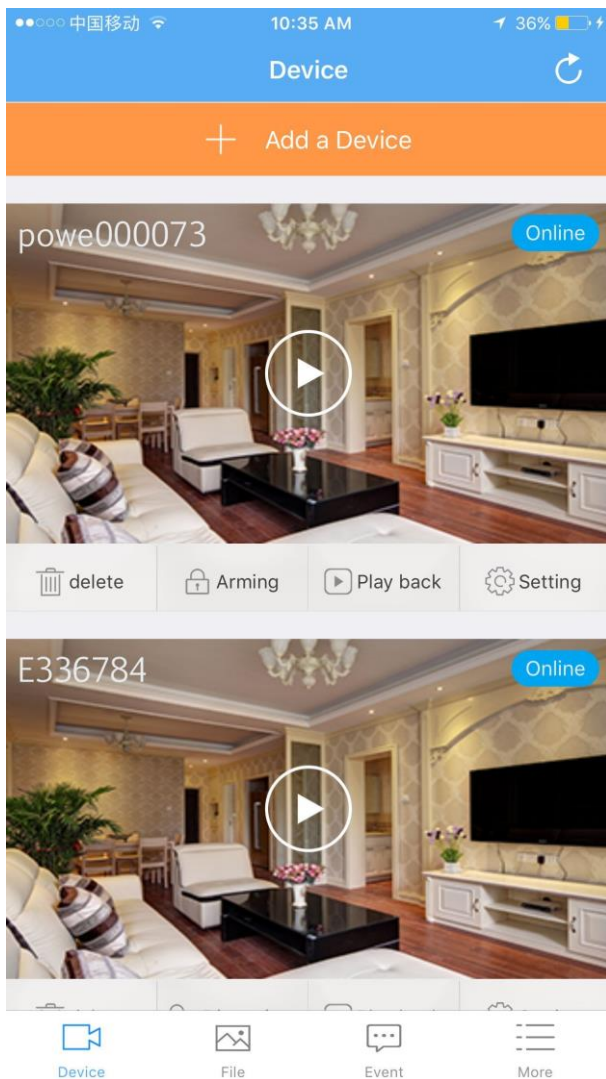 中国移动 10:35 AM 36%
Device
Add a Device
powe000073 Online
delete Arming Play back Setting
E336784 Online
Device File Event More